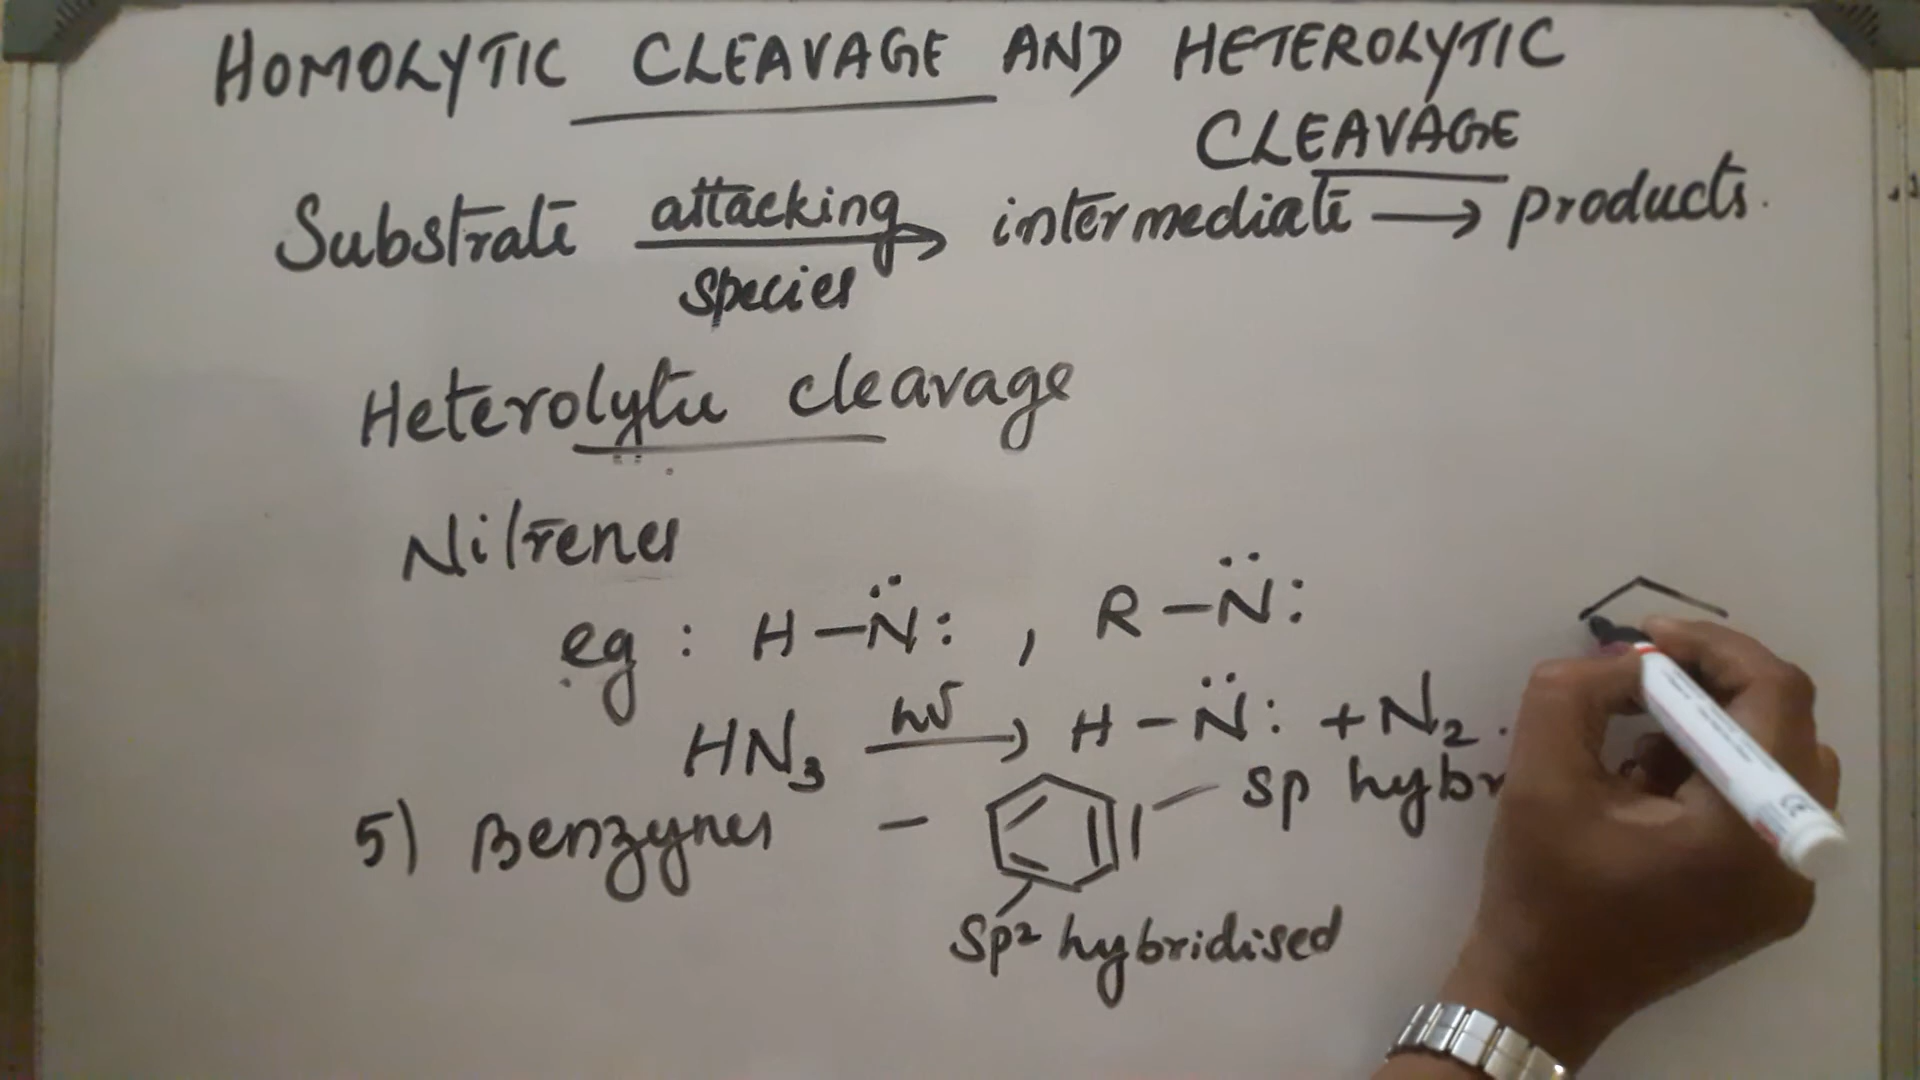 HOMOLYTIC CLEAVAGE AND HETEROLYTIC
CLEAVAGE
Substrate attacking species → intermediate → products.
Heterolytic cleavage
Nitrenes
eg : H–N̈: , R–N̈:
HN₃ hν → H–N̈: + N₂.
5) Benzynes – sp hybr
sp² hybridised